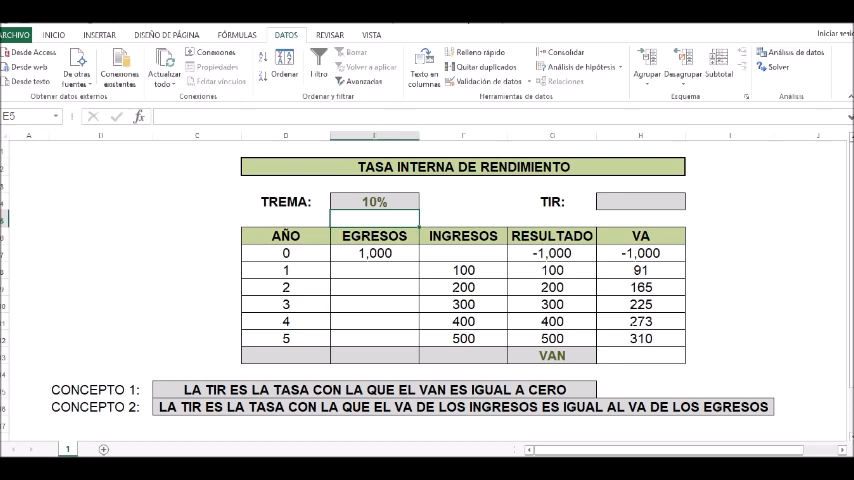 ARCHIVO INICIO INSERTAR DISEÑO DE PÁGINA FÓRMULAS DATOS REVISAR VISTA Iniciar
Desde Access
Desde web
Desde texto
De otras fuentes
Conexiones existentes
Obtener datos externos
Actualizar todo
Conexiones
Propiedades
Editar vínculos
Conexiones
Ordenar
Filtro
Borrar
Volver a aplicar
Avanzadas
Ordenar y filtrar
Texto en columnas
Relleno rápido
Quitar duplicados
Validación de datos
Consolidar
Análisis de hipótesis
Relaciones
Herramientas de datos
Agrupar Desagrupar Subtotal
Esquema
Análisis de datos
Solver
Análisis
E5 fx
A B C D E F G H I J
TASA INTERNA DE RENDIMIENTO
TREMA: 10% TIR:
AÑO EGRESOS INGRESOS RESULTADO VA
0 1,000 -1,000 -1,000
1 100 100 91
2 200 200 165
3 300 300 225
4 400 400 273
5 500 500 310
VAN
CONCEPTO 1: LA TIR ES LA TASA CON LA QUE EL VAN ES IGUAL A CERO
CONCEPTO 2: LA TIR ES LA TASA CON LA QUE EL VA DE LOS INGRESOS ES IGUAL AL VA DE LOS EGRESOS
1